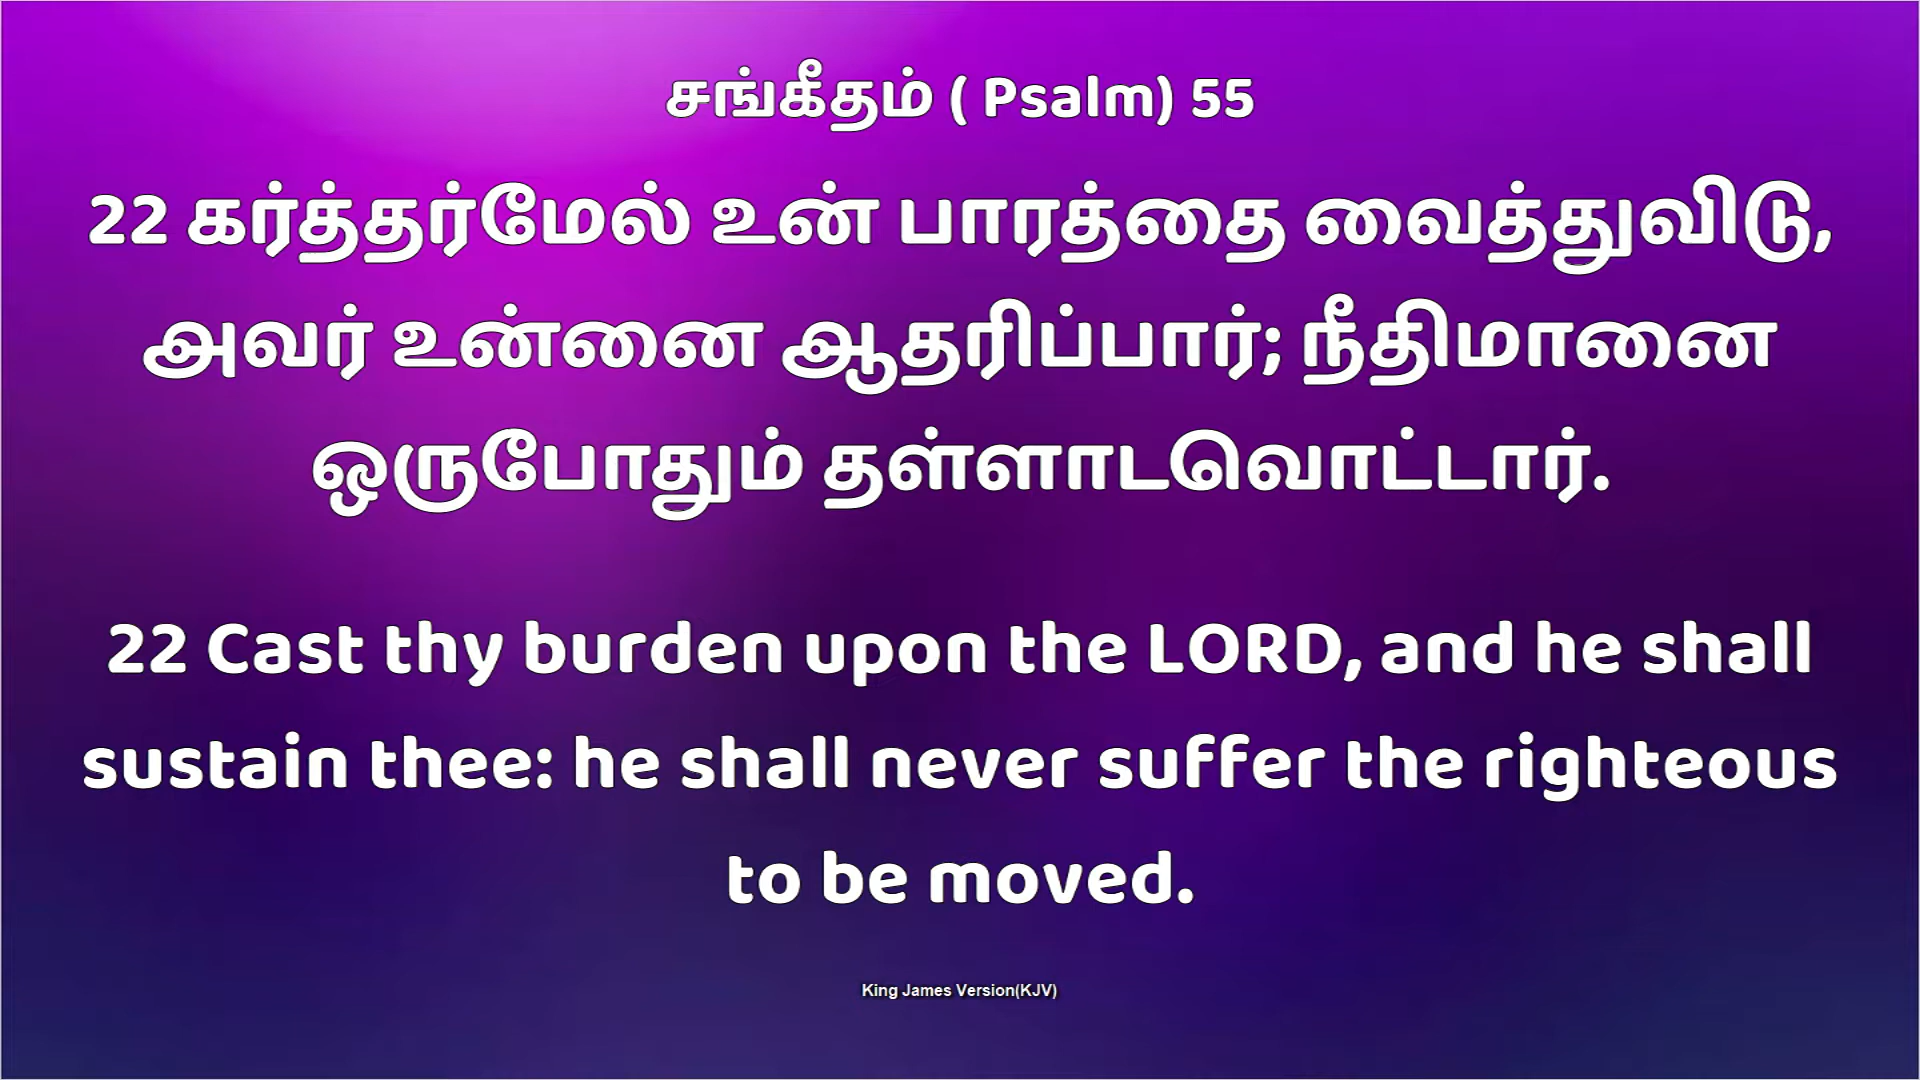 சங்கீதம் ( Psalm) 55
22 கர்த்தர்மேல் உன் பாரத்தை வைத்துவிடு,
அவர் உன்னை ஆதரிப்பார்; நீதிமானை
ஒருபோதும் தள்ளாடவொட்டார்.
22 Cast thy burden upon the LORD, and he shall
sustain thee: he shall never suffer the righteous
to be moved.
King James Version(KJV)